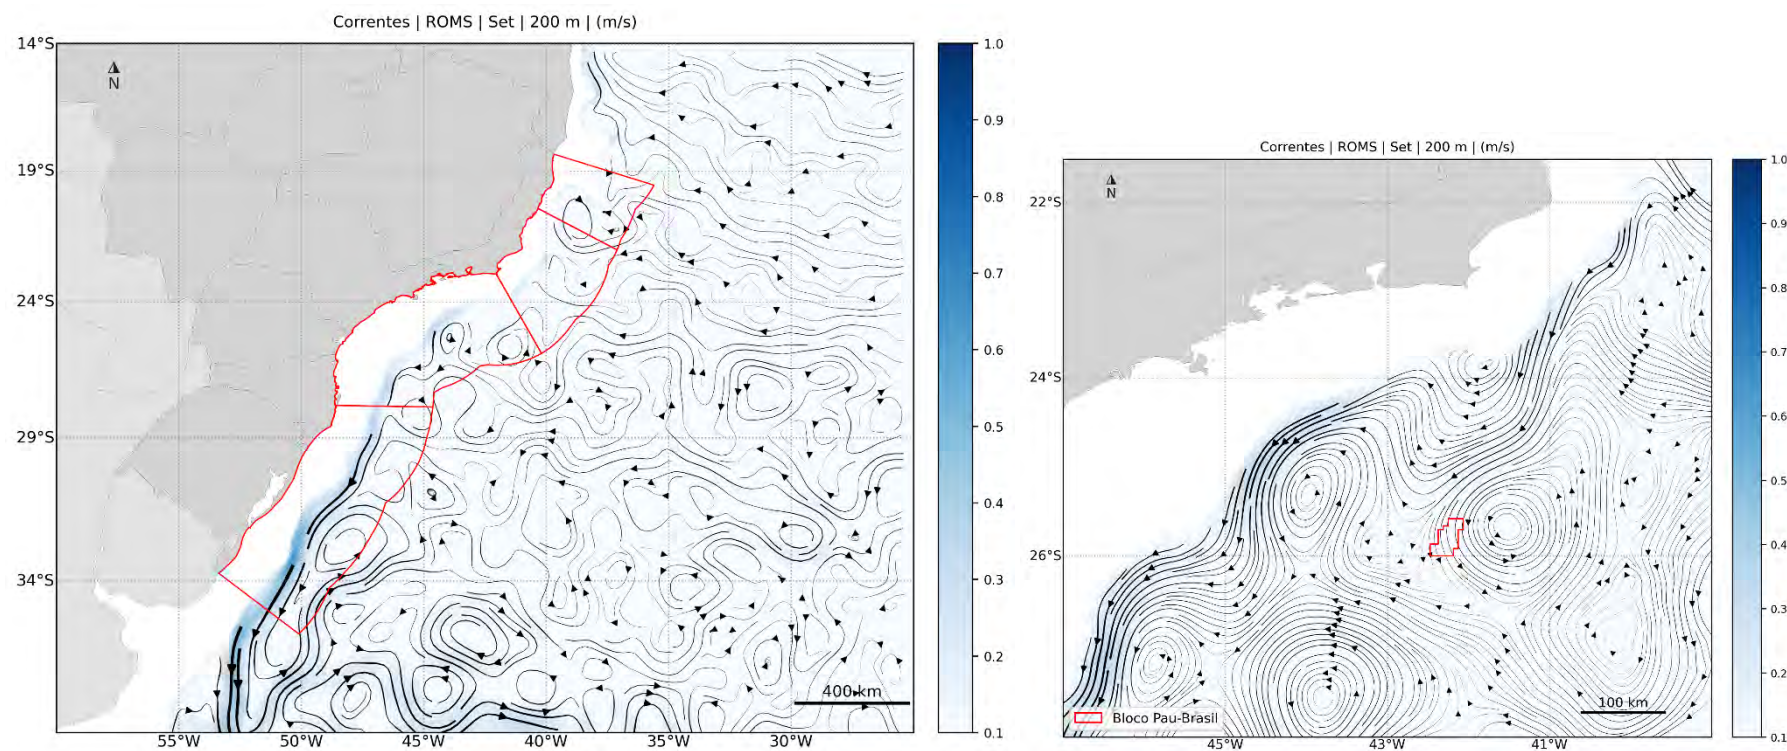 Correntes | ROMS | Set | 200 m | (m/s)
14°S
19°S
24°S
29°S
34°S
N
55°W
50°W
45°W
40°W
35°W
30°W
400 km
1.0
0.9
0.8
0.7
0.6
0.5
0.4
0.3
0.2
0.1
Correntes | ROMS | Set | 200 m | (m/s)
22°S
24°S
26°S
N
45°W
43°W
41°W
Bloco Pau-Brasil
100 km
1.0
0.9
0.8
0.7
0.6
0.5
0.4
0.3
0.2
0.1